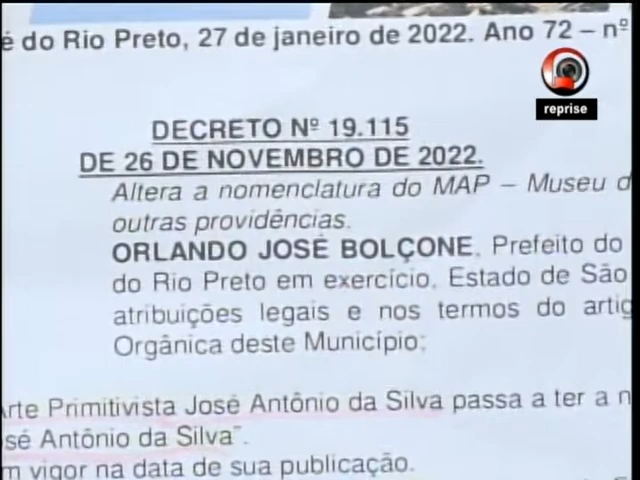 é do Rio Preto, 27 de janeiro de 2022. Ano 72 – nº
reprise
DECRETO Nº 19.115
DE 26 DE NOVEMBRO DE 2022.
Altera a nomenclatura do MAP – Museu d
outras providências.
ORLANDO JOSÉ BOLÇONE, Prefeito do
do Rio Preto em exercício, Estado de São
atribuições legais e nos termos do artig
Orgânica deste Município;
Arte Primitivista José Antônio da Silva passa a ter a n
osé Antônio da Silva”.
m vigor na data de sua publicação.